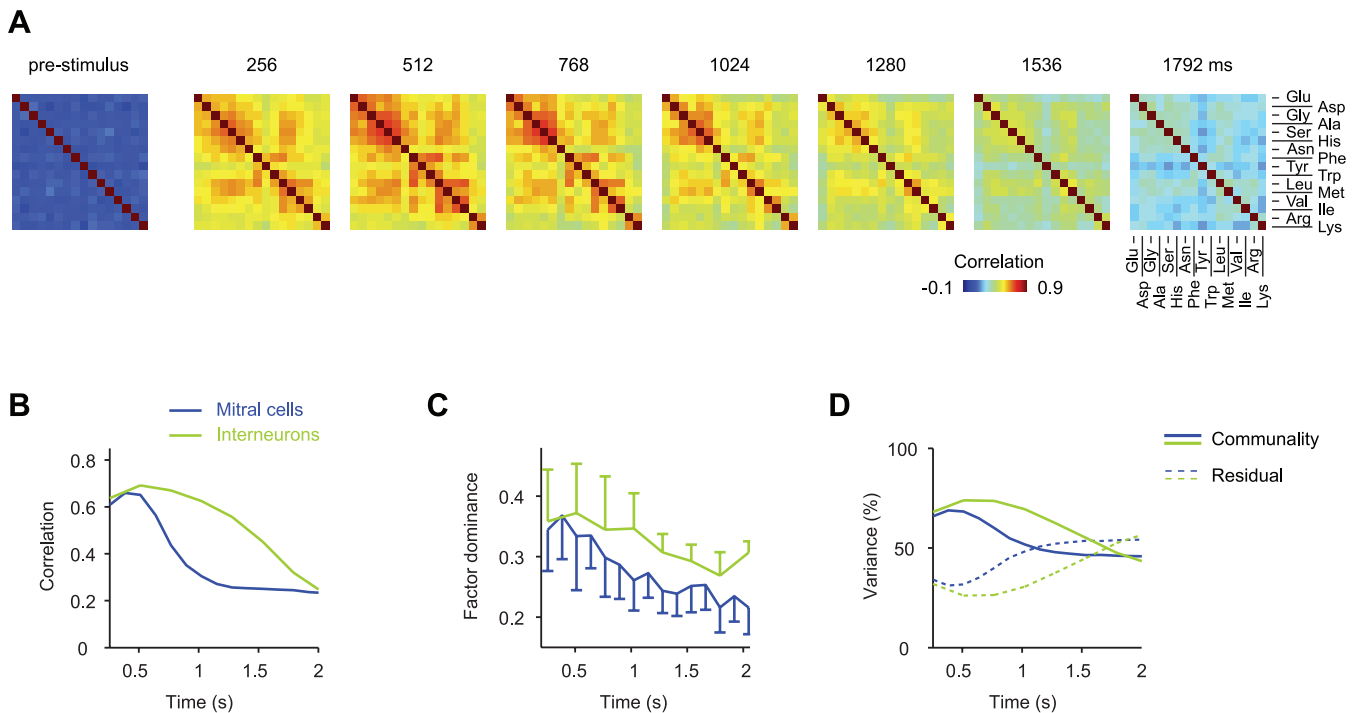 A
pre-stimulus 256 512 768 1024 1280 1536 1792 ms
Glu
Asp
Gly
Ala
Ser
His
Asn
Phe
Tyr
Trp
Leu
Met
Val
Ile
Arg
Lys
Glu Gly Ser Asn Tyr Leu Val Arg
Asp Ala His Phe Trp Met Ile Lys
Correlation
-0.1 0.9
B
Mitral cells
Interneurons
Correlation
0.8
0.6
0.4
0.2
0
0.5 1 1.5 2
Time (s)
C
Factor dominance
0.4
0.3
0.2
0.5 1 1.5 2
Time (s)
D
Communality
Residual
Variance (%)
100
50
0
0.5 1 1.5 2
Time (s)